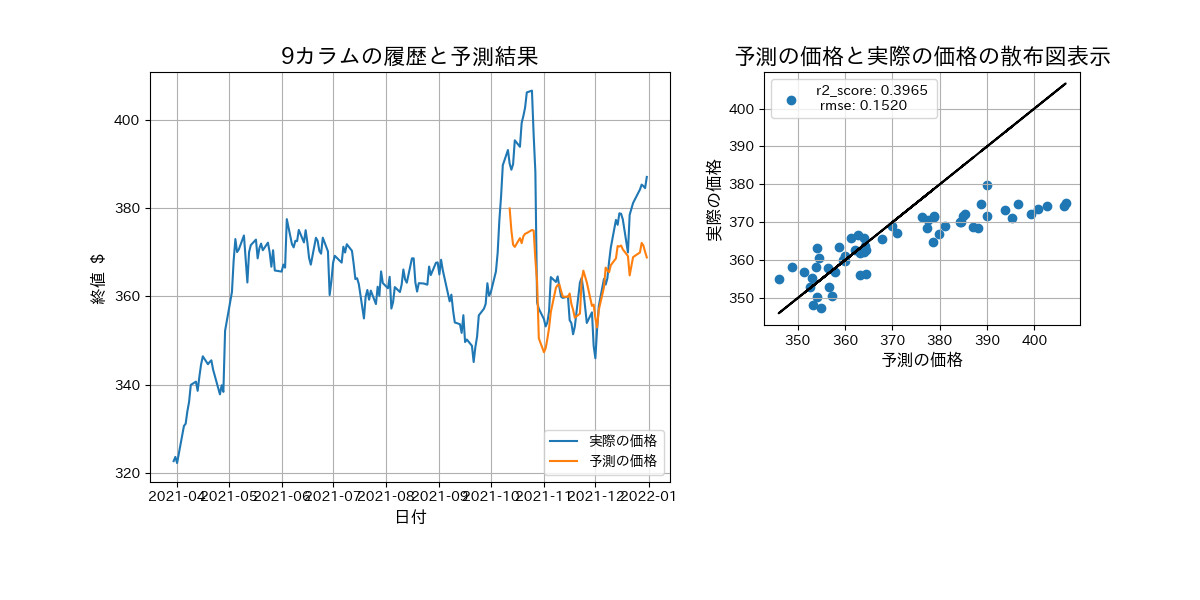 9カラムの履歴と予測結果
終値 $
400
380
360
340
320
2021-04
2021-05
2021-06
2021-07
2021-08
2021-09
2021-10
2021-11
2021-12
2022-01
日付
実際の価格
予測の価格
予測の価格と実際の価格の散布図表示
r2_score: 0.3965
rmse: 0.1520
実際の価格
400
390
380
370
360
350
350
360
370
380
390
400
予測の価格